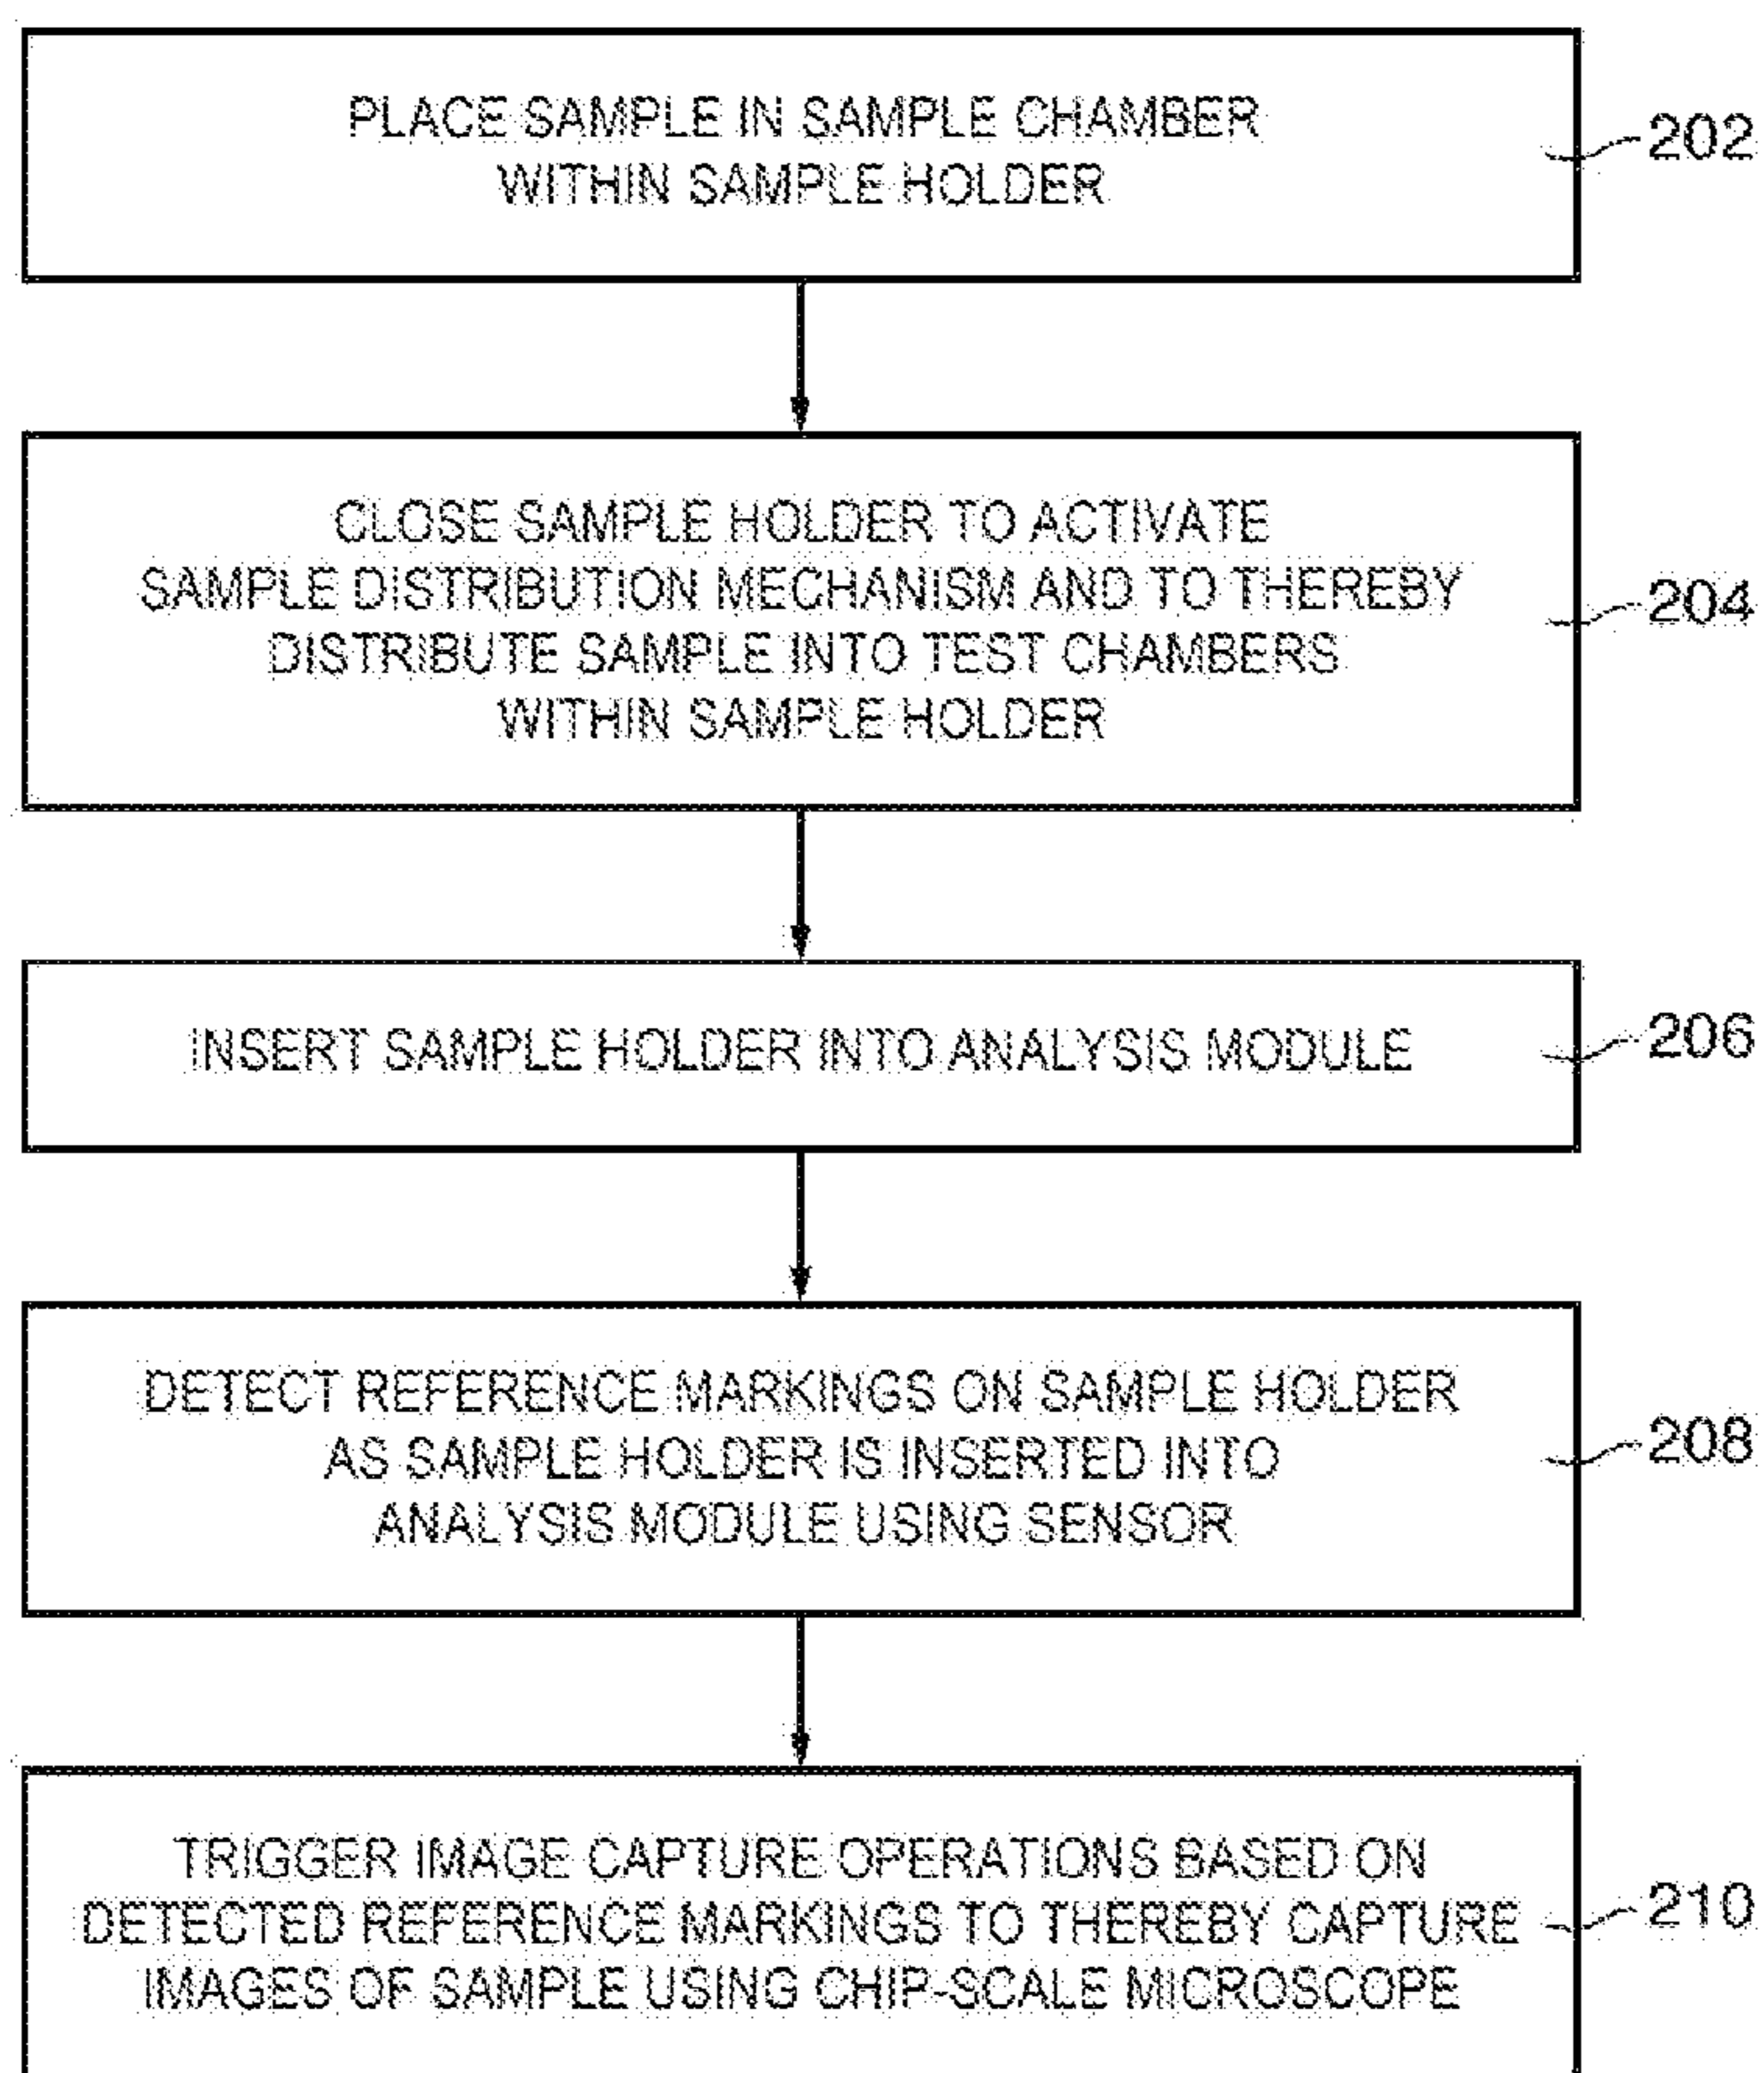 PLACE SAMPLE IN SAMPLE CHAMBER
WITHIN SAMPLE HOLDER
202
CLOSE SAMPLE HOLDER TO ACTIVATE
SAMPLE DISTRIBUTION MECHANISM AND TO THEREBY
DISTRIBUTE SAMPLE INTO TEST CHAMBERS
WITHIN SAMPLE HOLDER
204
INSERT SAMPLE HOLDER INTO ANALYSIS MODULE
206
DETECT REFERENCE MARKINGS ON SAMPLE HOLDER
AS SAMPLE HOLDER IS INSERTED INTO
ANALYSIS MODULE USING SENSOR
208
TRIGGER IMAGE CAPTURE OPERATIONS BASED ON
DETECTED REFERENCE MARKINGS TO THEREBY CAPTURE
IMAGES OF SAMPLE USING CHIP-SCALE MICROSCOPE
210